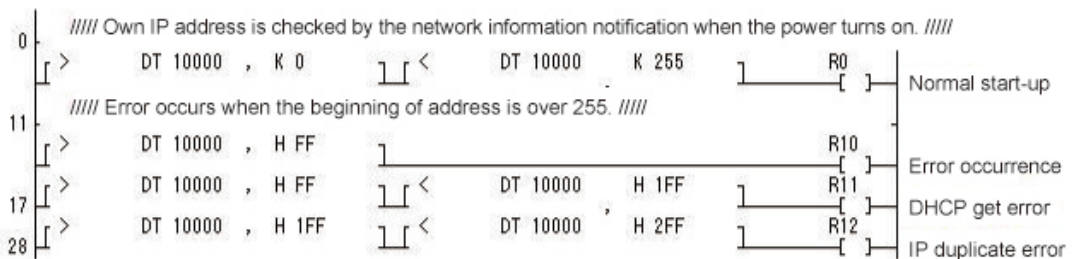 ///// Own IP address is checked by the network information notification when the power turns on. /////
0
> DT 10000 , K 0 < DT 10000 K 255 R0
Normal start-up
///// Error occurs when the beginning of address is over 255. /////
11
> DT 10000 , H FF R10
Error occurrence
> DT 10000 , H FF < DT 10000 , H 1FF R11
17 DHCP get error
> DT 10000 , H 1FF < DT 10000 H 2FF R12
28 IP duplicate error